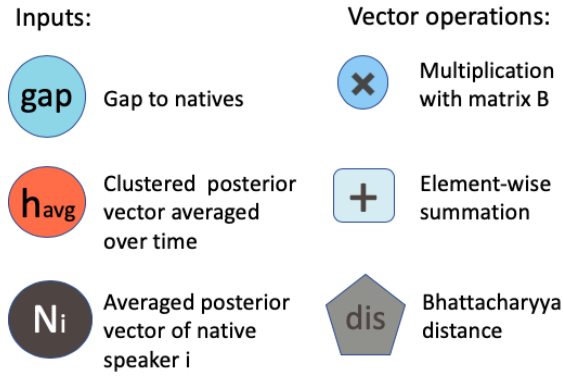 Inputs:
gap
Gap to natives
havg
Clustered posterior
vector averaged
over time
Ni
Averaged posterior
vector of native
speaker i
Vector operations:
×
Multiplication
with matrix B
+
Element-wise
summation
dis
Bhattacharyya
distance